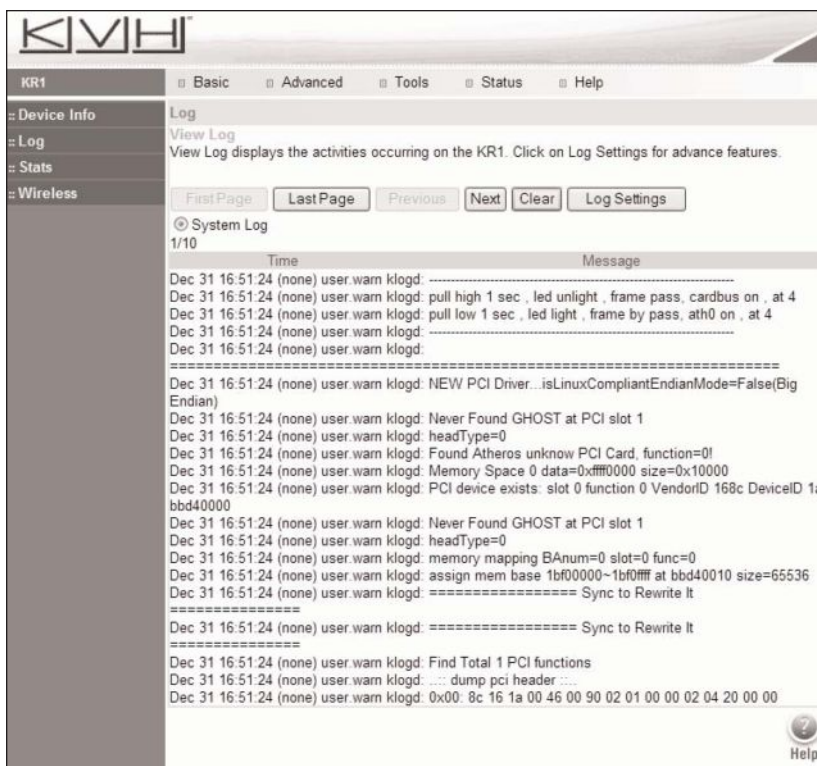 KVH
KR1
Basic Advanced Tools Status Help
:: Device Info
:: Log
:: Stats
:: Wireless
Log
View Log
View Log displays the activities occurring on the KR1. Click on Log Settings for advance features.
First Page Last Page Previous Next Clear Log Settings
System Log
1/10
Time Message
Dec 31 16:51:24 (none) user.warn klogd: ----------------------------------------------------------------------
Dec 31 16:51:24 (none) user.warn klogd: pull high 1 sec , led unlight , frame pass, cardbus on , at 4
Dec 31 16:51:24 (none) user.warn klogd: pull low 1 sec , led light , frame by pass, ath0 on , at 4
Dec 31 16:51:24 (none) user.warn klogd: ----------------------------------------------------------------------
Dec 31 16:51:24 (none) user.warn klogd:
======================================================================
Dec 31 16:51:24 (none) user.warn klogd: NEW PCI Driver...isLinuxCompliantEndianMode=False(Big
Endian)
Dec 31 16:51:24 (none) user.warn klogd: Never Found GHOST at PCI slot 1
Dec 31 16:51:24 (none) user.warn klogd: headType=0
Dec 31 16:51:24 (none) user.warn klogd: Found Atheros unknow PCI Card, function=0!
Dec 31 16:51:24 (none) user.warn klogd: Memory Space 0 data=0xffff0000 size=0x10000
Dec 31 16:51:24 (none) user.warn klogd: PCI device exists: slot 0 function 0 VendorID 168c DeviceID 1a
bbd40000
Dec 31 16:51:24 (none) user.warn klogd: Never Found GHOST at PCI slot 1
Dec 31 16:51:24 (none) user.warn klogd: headType=0
Dec 31 16:51:24 (none) user.warn klogd: memory mapping BAnum=0 slot=0 func=0
Dec 31 16:51:24 (none) user.warn klogd: assign mem base 1bf00000~1bf0ffff at bbd40010 size=65536
Dec 31 16:51:24 (none) user.warn klogd: ================= Sync to Rewrite It
===============
Dec 31 16:51:24 (none) user.warn klogd: ================= Sync to Rewrite It
===============
Dec 31 16:51:24 (none) user.warn klogd: Find Total 1 PCI functions
Dec 31 16:51:24 (none) user.warn klogd: ..:: dump pci header ::..
Dec 31 16:51:24 (none) user.warn klogd: 0x00: 8c 16 1a 00 46 00 90 02 01 00 00 02 04 20 00 00
?
Help